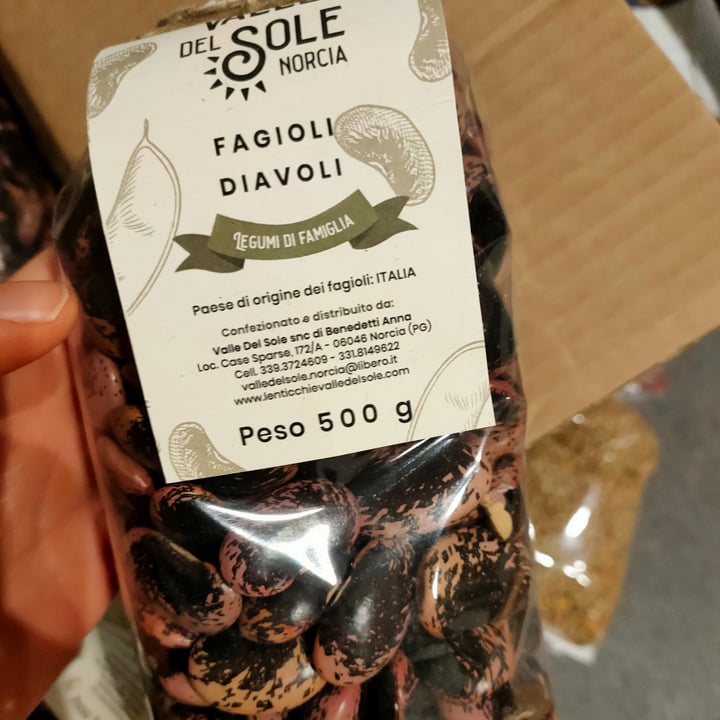 VALLE
DEL SOLE
NORCIA
FAGIOLI
DIAVOLI
LEGUMI DI FAMIGLIA
Paese di origine dei fagioli: ITALIA
Confezionato e distribuito da:
Valle Del Sole snc di Benedetti Anna
Loc. Case Sparse, 172/A - 06046 Norcia (PG)
Cell. 339.3724609 - 331.8149622
valledelsole.norcia@libero.it
www.lenticchievalledelsole.com
Peso 500 g